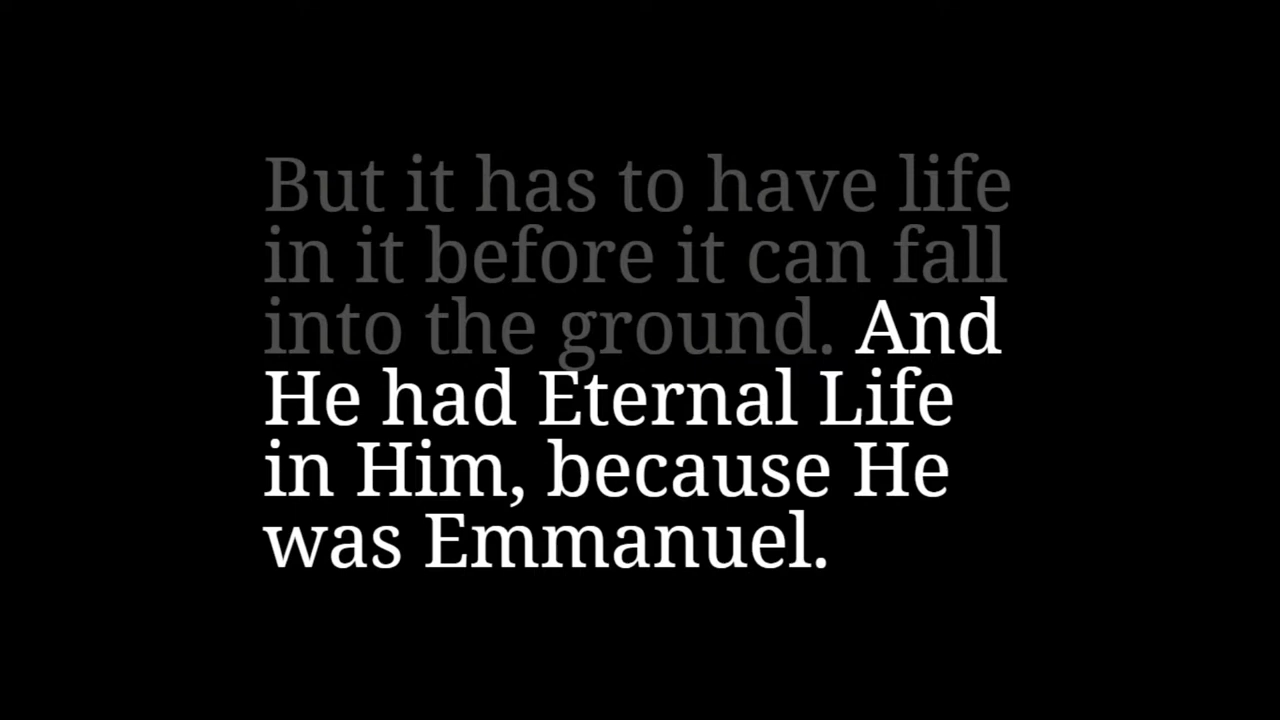 But it has to have life
in it before it can fall
into the ground. And
He had Eternal Life
in Him, because He
was Emmanuel.